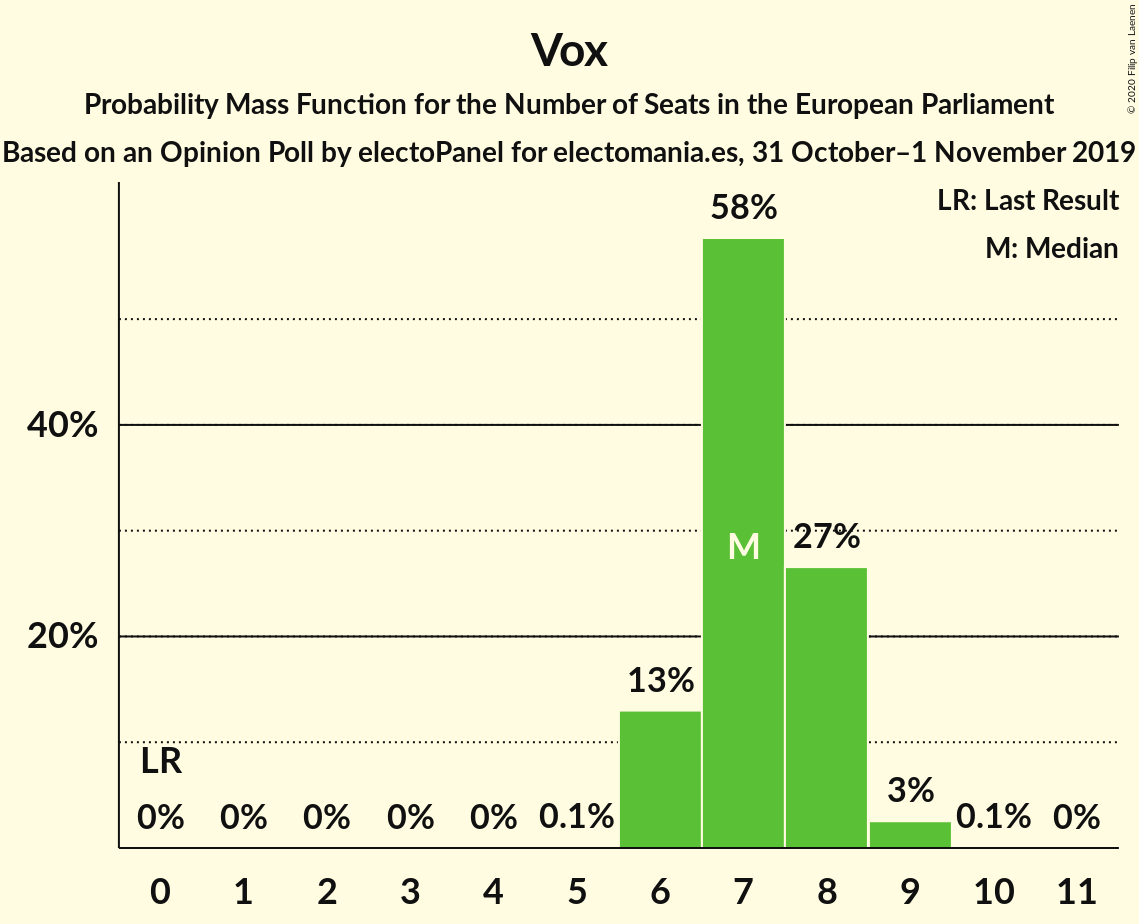 Vox
Probability Mass Function for the Number of Seats in the European Parliament
Based on an Opinion Poll by electoPanel for electomania.es, 31 October–1 November 2019
© 2020 Filip van Laenen
LR: Last Result
M: Median
58%
40%
M
27%
20%
13%
LR
3%
0% 0% 0% 0% 0% 0.1% 0.1% 0%
0 1 2 3 4 5 6 7 8 9 10 11